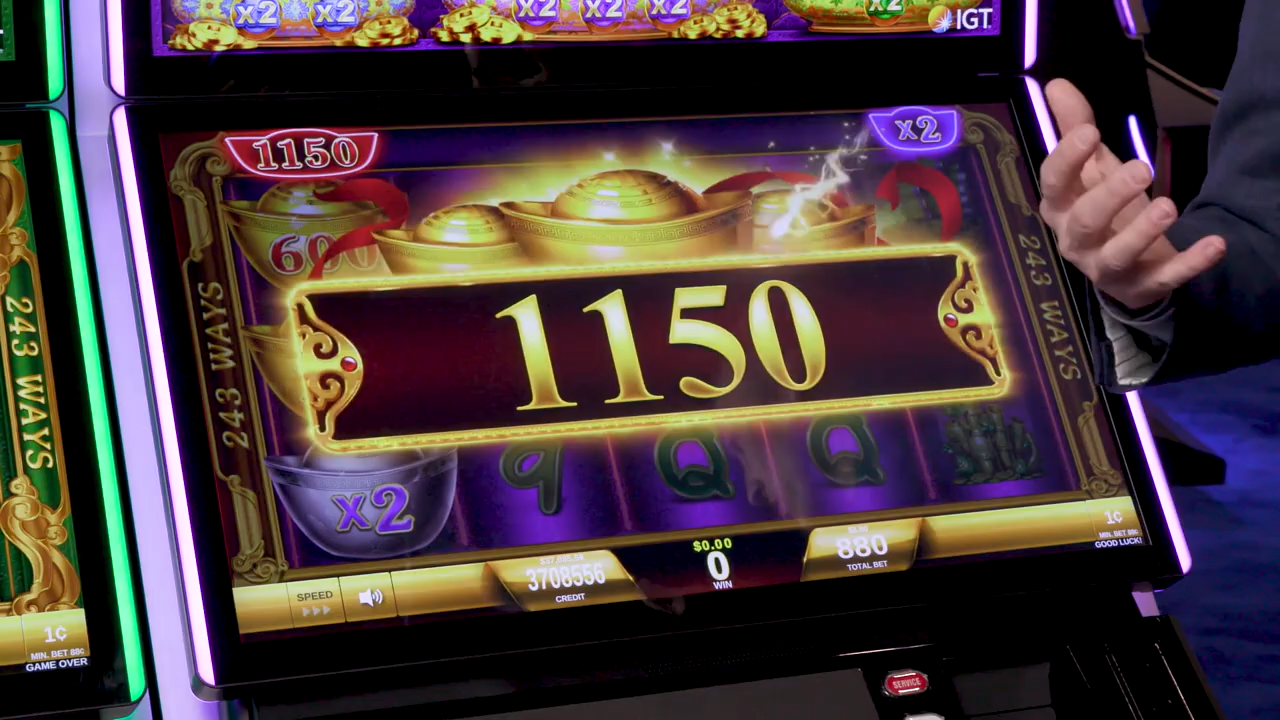 x2 x2
x2 x2 x2
x2
IGT
1150
x2
600
1150
243 WAYS
243 WAYS
243 WAYS
x2
9 Q Q
SPEED
3708556
CREDIT
$0.00
0
WIN
880
TOTAL BET
1¢
MIN. BET 88¢
GOOD LUCK!
1¢
MIN. BET 88¢
GAME OVER
SERVICE